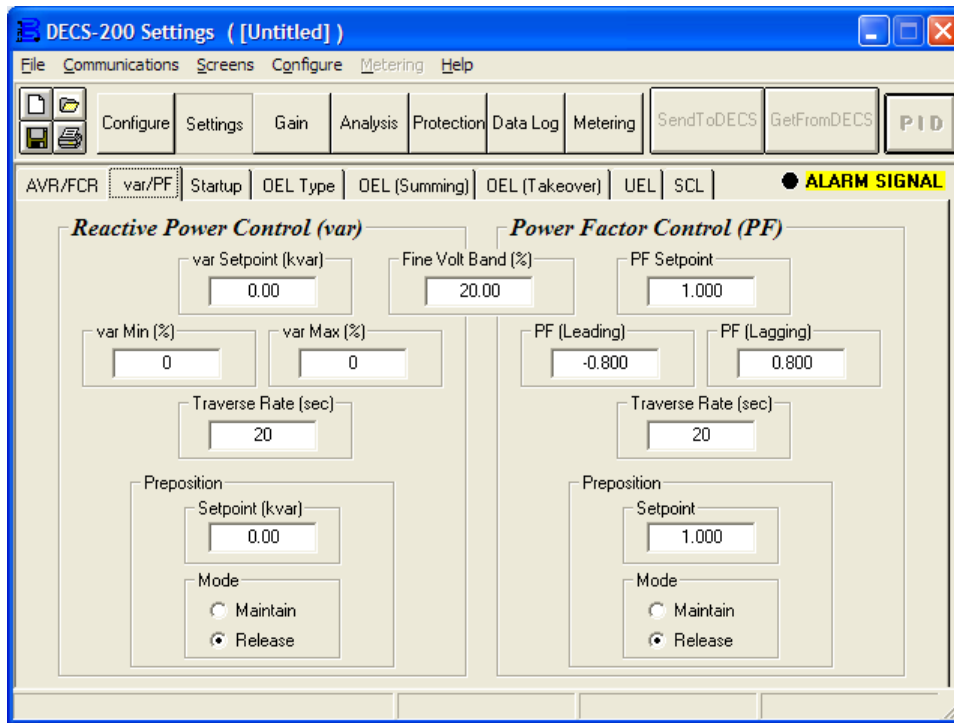 DECS-200 Settings ( [Untitled] )
File Communications Screens Configure Metering Help
Configure Settings Gain Analysis Protection Data Log Metering SendToDECS GetFromDECS PID
AVR/FCR var/PF Startup OEL Type OEL (Summing) OEL (Takeover) UEL SCL ALARM SIGNAL
Reactive Power Control (var) Power Factor Control (PF)
var Setpoint (kvar) Fine Volt Band (%) PF Setpoint
0.00 20.00 1.000
var Min (%) var Max (%) PF (Leading) PF (Lagging)
0 0 -0.800 0.800
Traverse Rate (sec) Traverse Rate (sec)
20 20
Preposition Preposition
Setpoint (kvar) Setpoint
0.00 1.000
Mode Mode
Maintain Maintain
Release Release